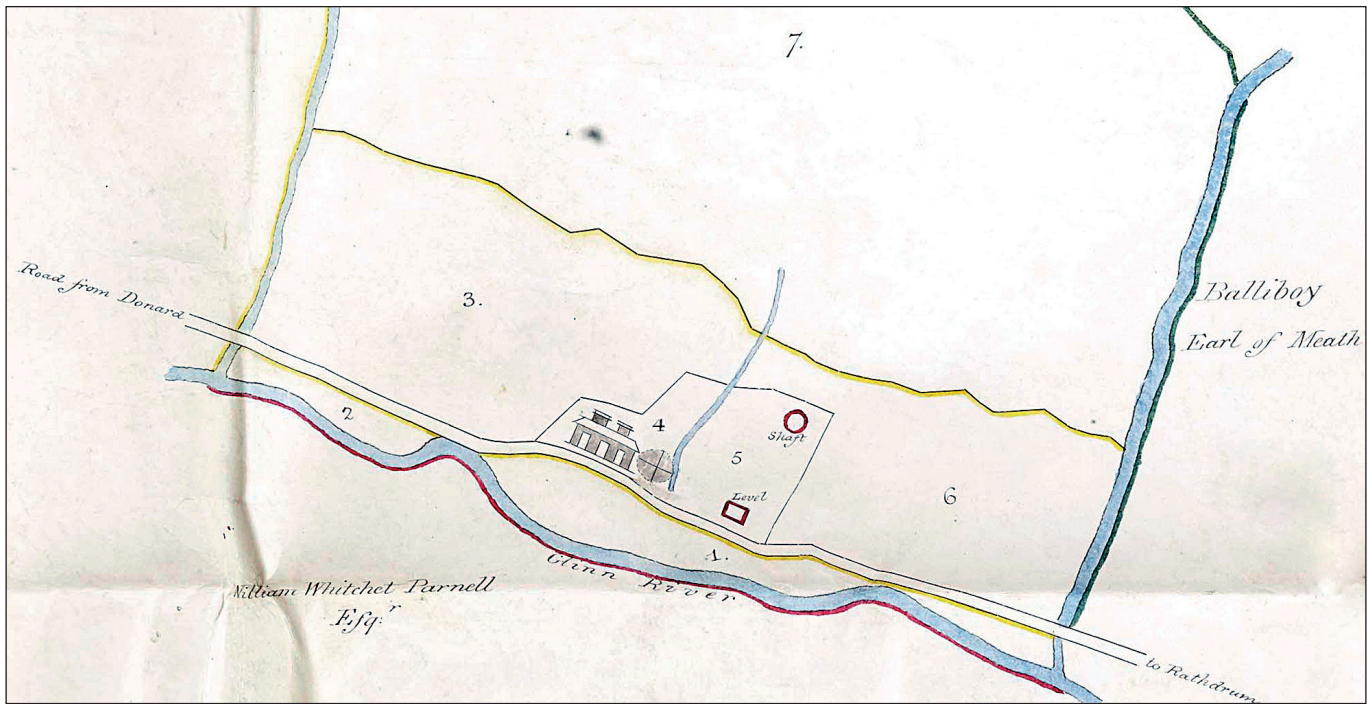 7.
Road from Donard
3.
Balliboy
Earl of Meath
2
4
Shaft
5
Level
6
1.
Glinn River
William Whitchet Parnell
Esq.r
to Rathdrum